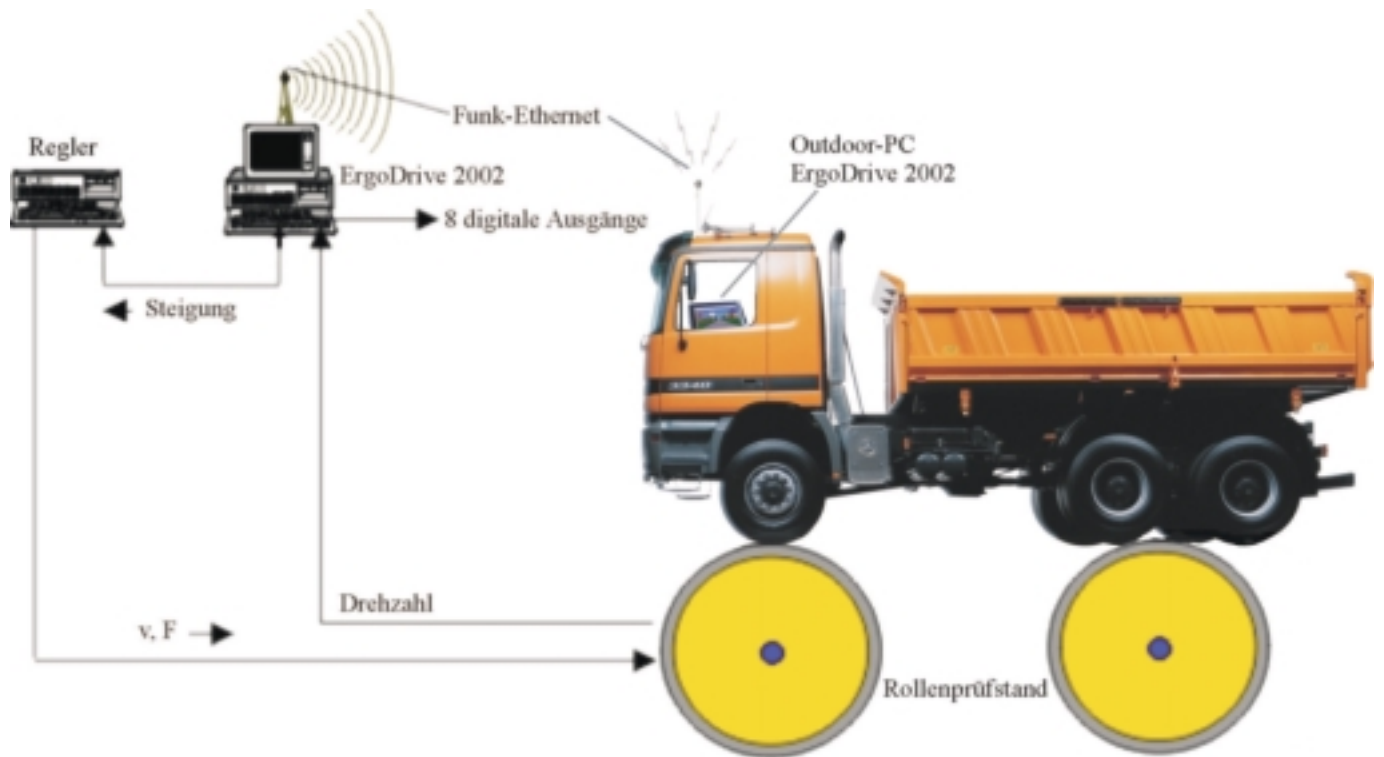 Funk-Ethernet
Regler
Outdoor-PC
ErgoDrive 2002
ErgoDrive 2002
8 digitale Ausgänge
Steigung
Drehzahl
v, F
Rollenprüfstand